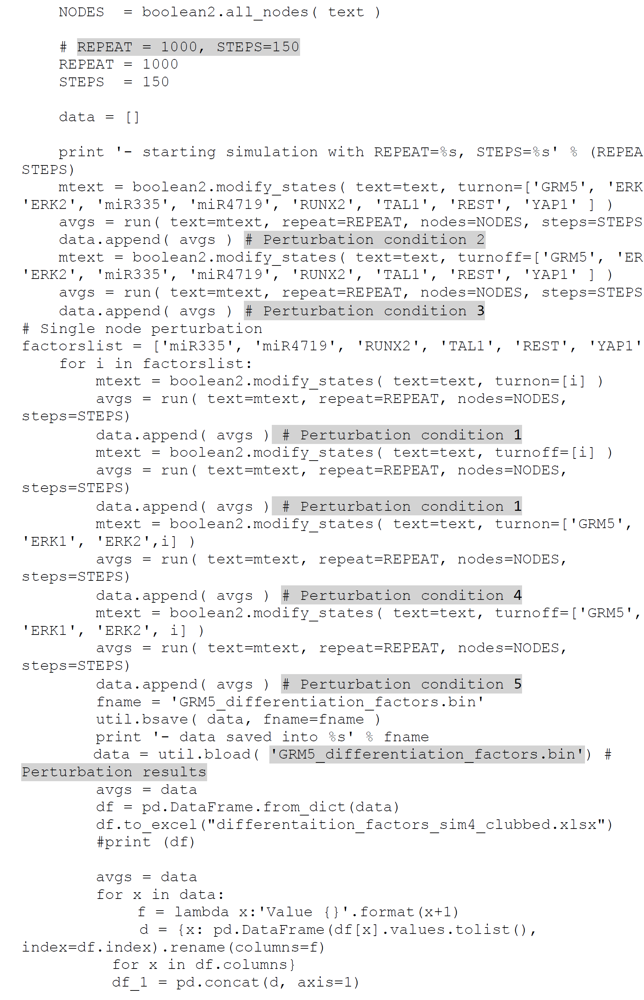 NODES  = boolean2.all_nodes( text )
# REPEAT = 1000, STEPS=150
REPEAT = 1000
STEPS  = 150
data = []
print '- starting simulation with REPEAT=%s, STEPS=%s' % (REPEA
STEPS)
mtext = boolean2.modify_states( text=text, turnon=['GRM5', 'ERK
'ERK2', 'miR335', 'miR4719', 'RUNX2', 'TAL1', 'REST', 'YAP1' ] )
avgs = run( text=mtext, repeat=REPEAT, nodes=NODES, steps=STEPS
data.append( avgs ) # Perturbation condition 2
mtext = boolean2.modify_states( text=text, turnoff=['GRM5', 'ER
'ERK2', 'miR335', 'miR4719', 'RUNX2', 'TAL1', 'REST', 'YAP1' ] )
avgs = run( text=mtext, repeat=REPEAT, nodes=NODES, steps=STEPS
data.append( avgs ) # Perturbation condition 3
# Single node perturbation
factorslist = ['miR335', 'miR4719', 'RUNX2', 'TAL1', 'REST', 'YAP1'
for i in factorslist:
mtext = boolean2.modify_states( text=text, turnon=[i] )
avgs = run( text=mtext, repeat=REPEAT, nodes=NODES,
steps=STEPS)
data.append( avgs ) # Perturbation condition 1
mtext = boolean2.modify_states( text=text, turnoff=[i] )
avgs = run( text=mtext, repeat=REPEAT, nodes=NODES,
steps=STEPS)
data.append( avgs ) # Perturbation condition 1
mtext = boolean2.modify_states( text=text, turnon=['GRM5',
'ERK1', 'ERK2',i] )
avgs = run( text=mtext, repeat=REPEAT, nodes=NODES,
steps=STEPS)
data.append( avgs ) # Perturbation condition 4
mtext = boolean2.modify_states( text=text, turnoff=['GRM5',
'ERK1', 'ERK2', i] )
avgs = run( text=mtext, repeat=REPEAT, nodes=NODES,
steps=STEPS)
data.append( avgs ) # Perturbation condition 5
fname = 'GRM5_differentiation_factors.bin'
util.bsave( data, fname=fname )
print '- data saved into %s' % fname
data = util.bload( 'GRM5_differentiation_factors.bin') #
Perturbation results
avgs = data
df = pd.DataFrame.from_dict(data)
df.to_excel("differentaition_factors_sim4_clubbed.xlsx")
#print (df)
avgs = data
for x in data:
f = lambda x:'Value {}'.format(x+1)
d = {x: pd.DataFrame(df[x].values.tolist(),
index=df.index).rename(columns=f)
for x in df.columns}
df_1 = pd.concat(d, axis=1)